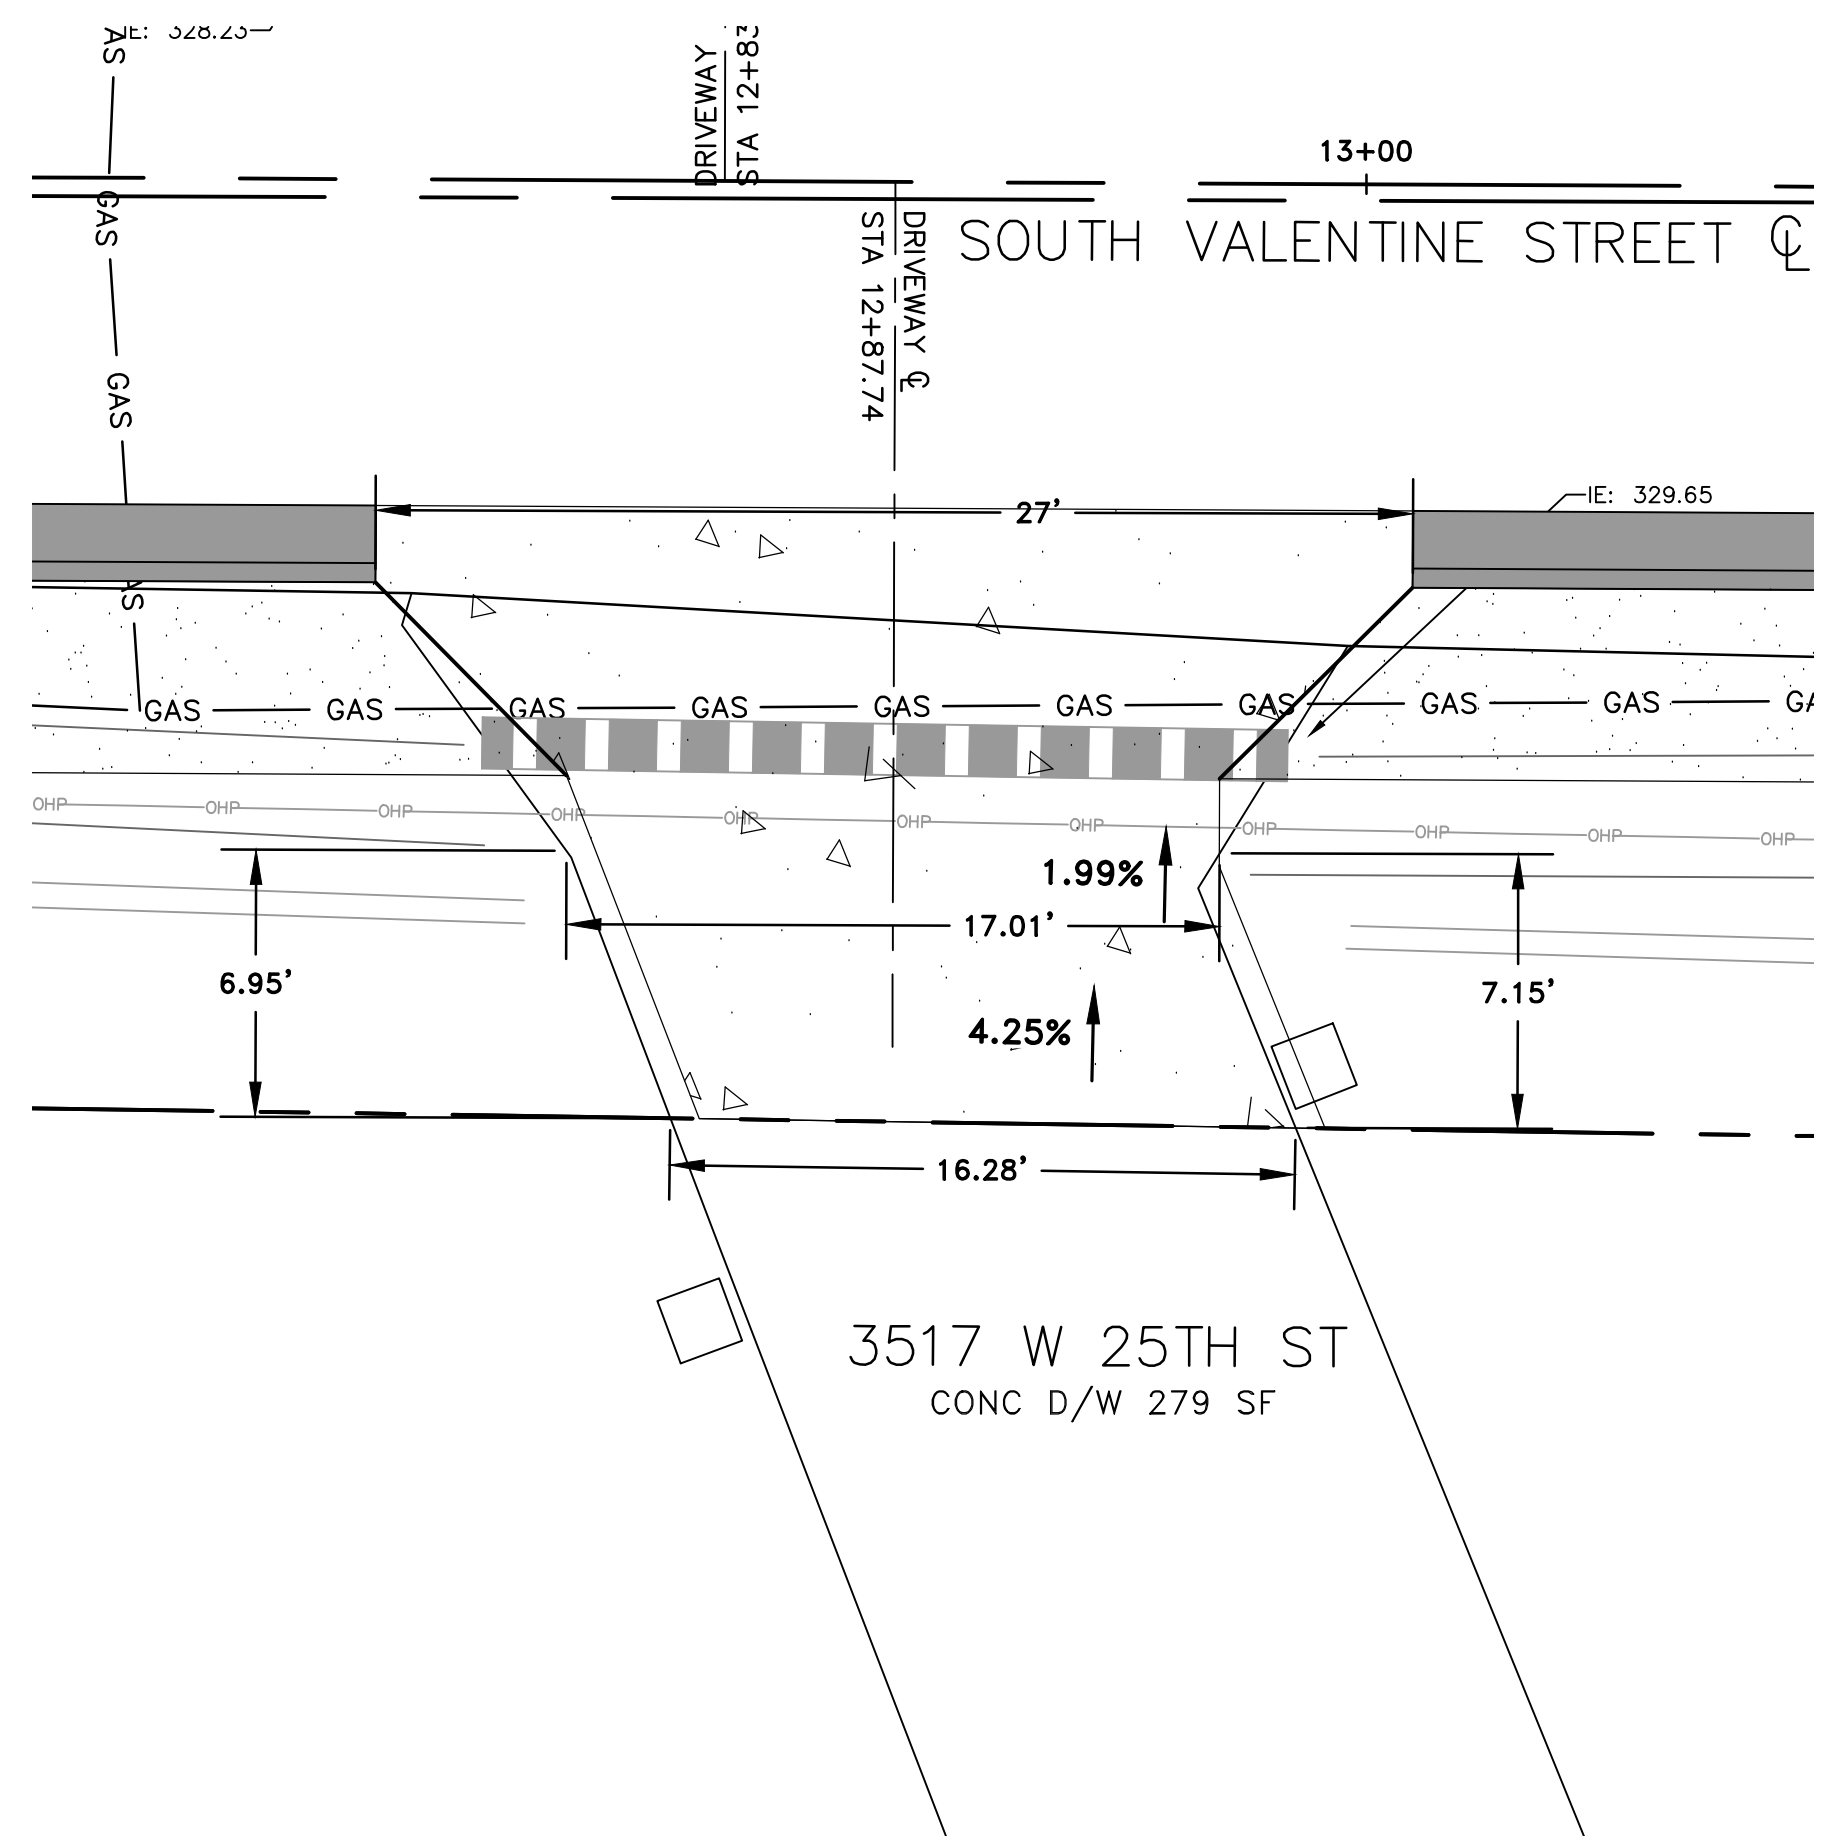 IE: 328.23
GAS
DRIVEWAY
STA 12+83
13+00
GAS
SOUTH VALENTINE STREET ℄
DRIVEWAY ℄
STA 12+87.74
GAS
27'
IE: 329.65
GAS
GAS GAS GAS GAS GAS GAS GAS GAS GAS
OHP OHP OHP OHP OHP OHP OHP OHP OHP OHP OHP
1.99%
17.01'
6.95'
7.15'
4.25%
16.28'
3517 W 25TH ST
CONC D/W 279 SF